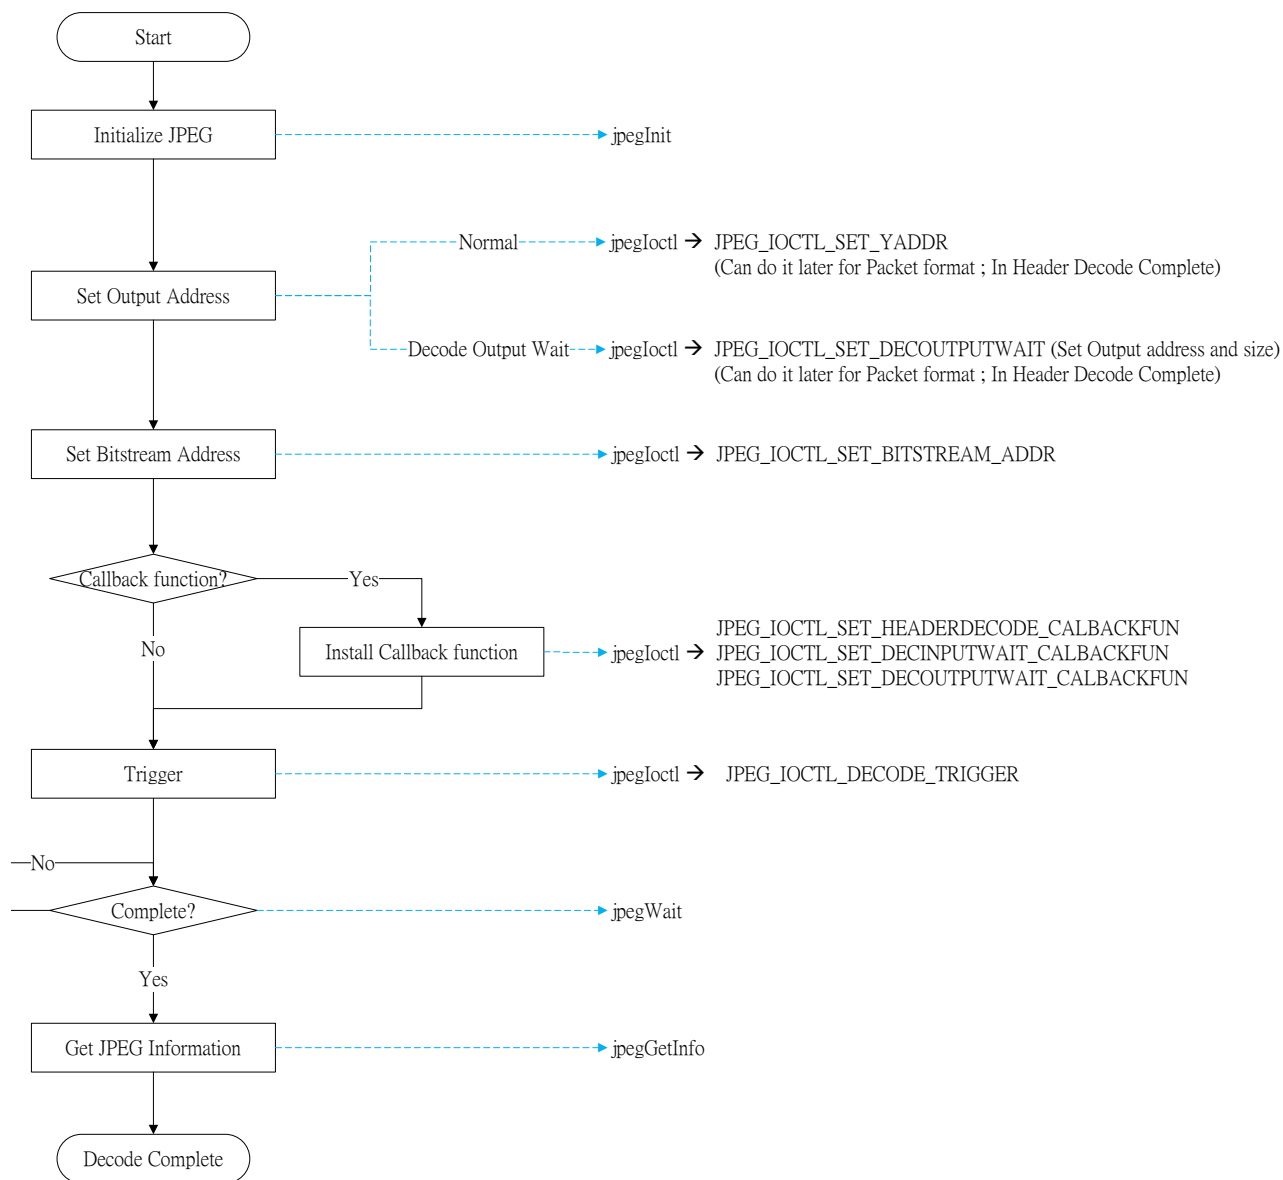 Start
Initialize JPEG
jpegInit
Normal
jpegIoctl → JPEG_IOCTL_SET_YADDR
(Can do it later for Packet format ; In Header Decode Complete)
Set Output Address
Decode Output Wait
jpegIoctl → JPEG_IOCTL_SET_DECOUTPUTWAIT (Set Output address and size)
(Can do it later for Packet format ; In Header Decode Complete)
Set Bitstream Address
jpegIoctl → JPEG_IOCTL_SET_BITSTREAM_ADDR
Callback function?
Yes
No
Install Callback function
jpegIoctl →
JPEG_IOCTL_SET_HEADERDECODE_CALBACKFUN
JPEG_IOCTL_SET_DECINPUTWAIT_CALBACKFUN
JPEG_IOCTL_SET_DECOUTPUTWAIT_CALBACKFUN
Trigger
jpegIoctl → JPEG_IOCTL_DECODE_TRIGGER
No
Complete?
jpegWait
Yes
Get JPEG Information
jpegGetInfo
Decode Complete